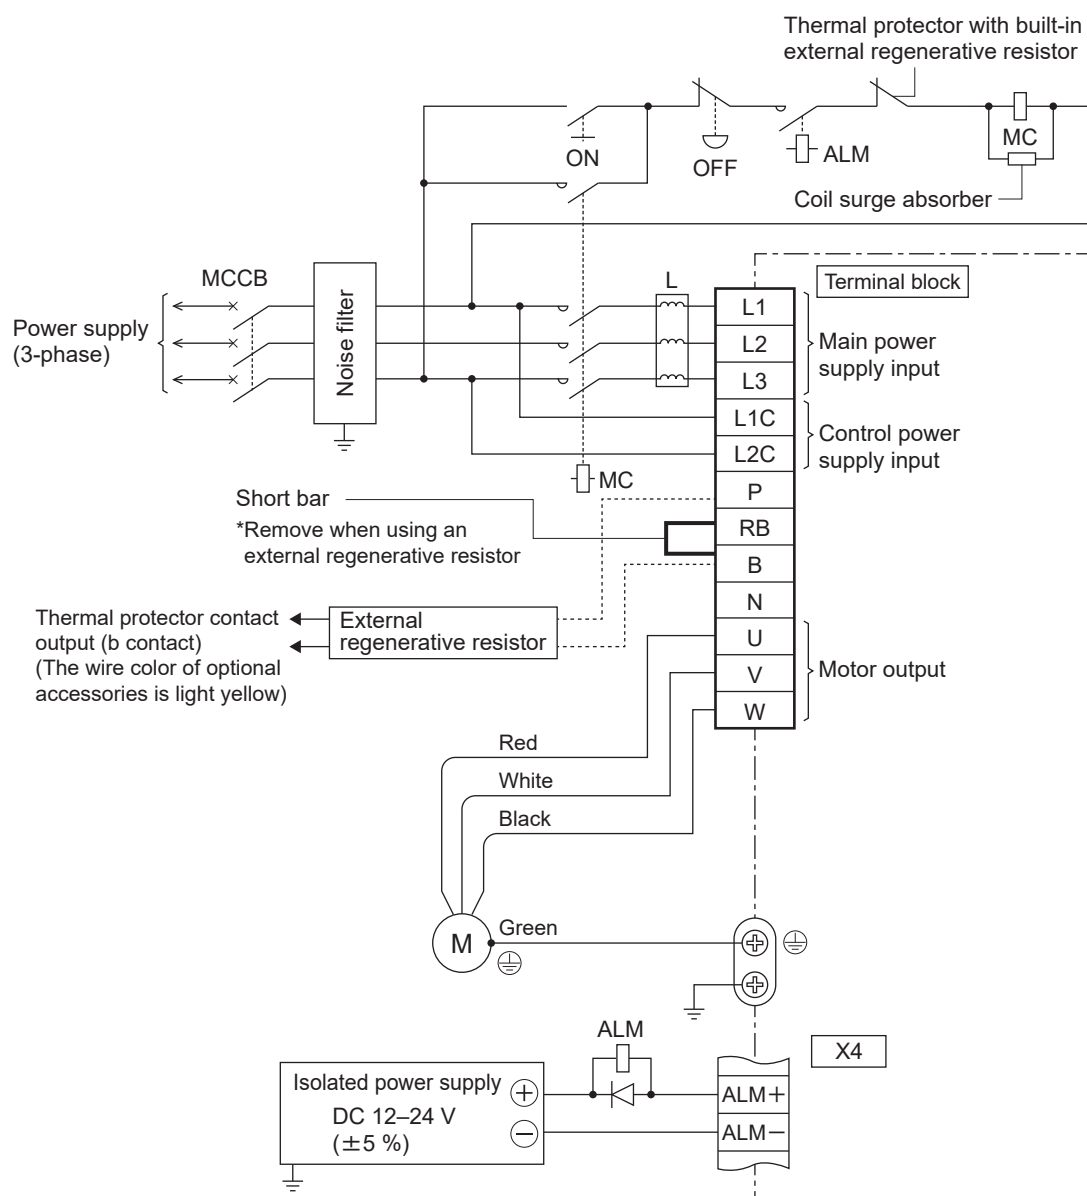 Thermal protector with built-in
external regenerative resistor
ON
OFF
ALM
MC
Coil surge absorber
MCCB
L
Terminal block
Power supply
(3-phase)
Noise filter
L1
L2
L3
Main power
supply input
L1C
L2C
Control power
supply input
MC
P
Short bar
*Remove when using an
external regenerative resistor
RB
B
N
Thermal protector contact
output (b contact)
(The wire color of optional
accessories is light yellow)
External
regenerative resistor
U
V
W
Motor output
Red
White
Black
M
Green
ALM
X4
Isolated power supply
DC 12–24 V
(±5 %)
+
−
ALM+
ALM−